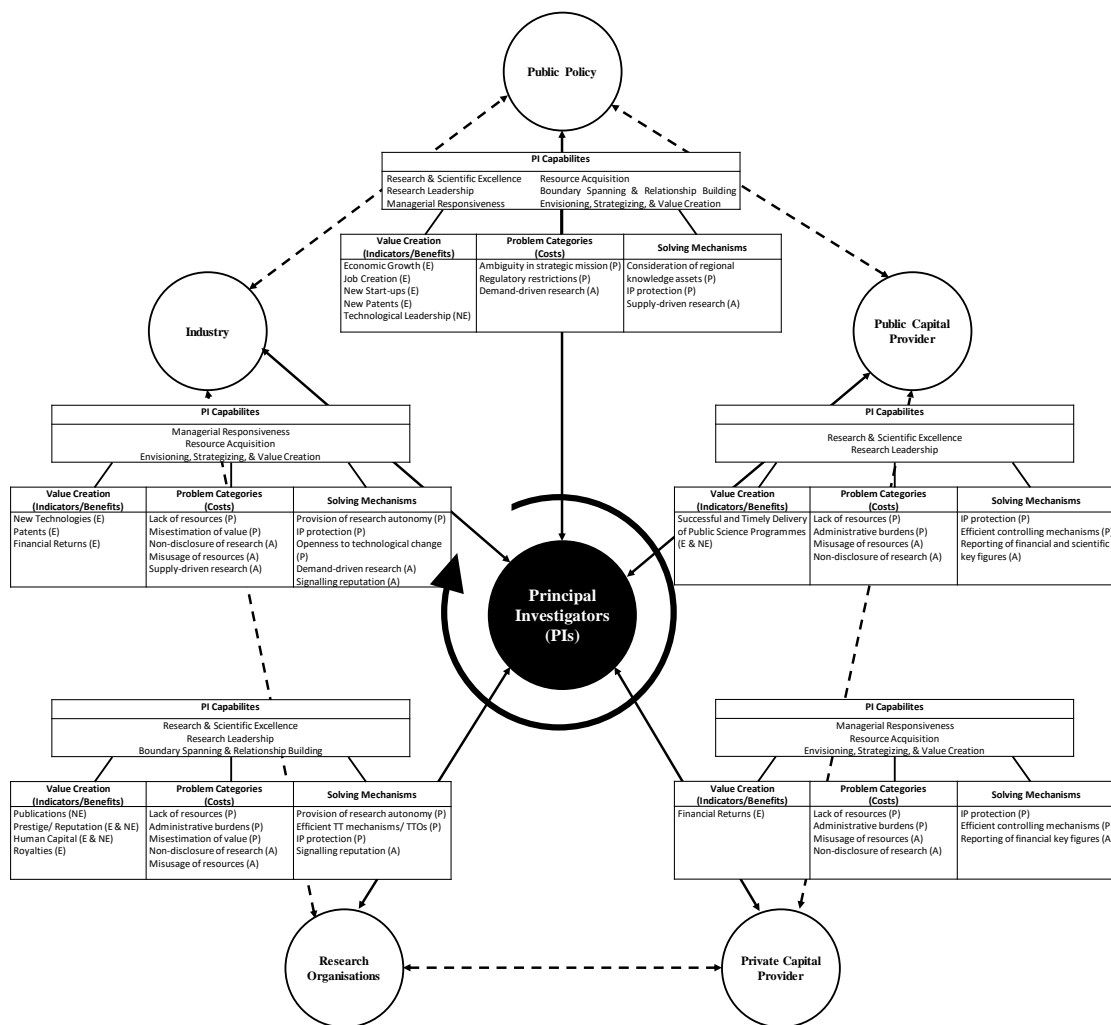 Public Policy
PI Capabilites
Research & Scientific Excellence
Research Leadership
Managerial Responsiveness
Resource Acquisition
Boundary Spanning & Relationship Building
Envisioning, Strategizing, & Value Creation
Value Creation
(Indicators/Benefits)
Economic Growth (E)
Job Creation (E)
New Start-ups (E)
New Patents (E)
Technological Leadership (NE)
Problem Categories
(Costs)
Ambiguity in strategic mission (P)
Regulatory restrictions (P)
Demand-driven research (A)
Solving Mechanisms
Consideration of regional
knowledge assets (P)
IP protection (P)
Supply-driven research (A)
Industry
PI Capabilites
Managerial Responsiveness
Resource Acquisition
Envisioning, Strategizing, & Value Creation
Value Creation
(Indicators/Benefits)
New Technologies (E)
Patents (E)
Financial Returns (E)
Problem Categories
(Costs)
Lack of resources (P)
Misestimation of value (P)
Non-disclosure of research (A)
Misusage of resources (A)
Supply-driven research (A)
Solving Mechanisms
Provision of research autonomy (P)
IP protection (P)
Openness to technological change
(P)
Demand-driven research (A)
Signalling reputation (A)
Public Capital
Provider
PI Capabilites
Research & Scientific Excellence
Research Leadership
Value Creation
(Indicators/Benefits)
Successful and Timely Delivery
of Public Science Programmes
(E & NE)
Problem Categories
(Costs)
Lack of resources (P)
Administrative burdens (P)
Misusage of resources (A)
Non-disclosure of research (A)
Solving Mechanisms
IP protection (P)
Efficient controlling mechanisms (P)
Reporting of financial and scientific
key figures (A)
Principal
Investigators
(PIs)
PI Capabilites
Research & Scientific Excellence
Research Leadership
Boundary Spanning & Relationship Building
Value Creation
(Indicators/Benefits)
Publications (NE)
Prestige/ Reputation (E & NE)
Human Capital (E & NE)
Royalties (E)
Problem Categories
(Costs)
Lack of resources (P)
Administrative burdens (P)
Misestimation of value (P)
Non-disclosure of research (A)
Misusage of resources (A)
Solving Mechanisms
Provision of research autonomy (P)
Efficient TT mechanisms/ TTOs (P)
IP protection (P)
Signalling reputation (A)
Research
Organisations
PI Capabilites
Managerial Responsiveness
Resource Acquisition
Envisioning, Strategizing, & Value Creation
Value Creation
(Indicators/Benefits)
Financial Returns (E)
Problem Categories
(Costs)
Lack of resources (P)
Administrative burdens (P)
Misusage of resources (A)
Non-disclosure of research (A)
Solving Mechanisms
IP protection (P)
Efficient controlling mechanisms (P)
Reporting of financial key figures (A)
Private Capital
Provider